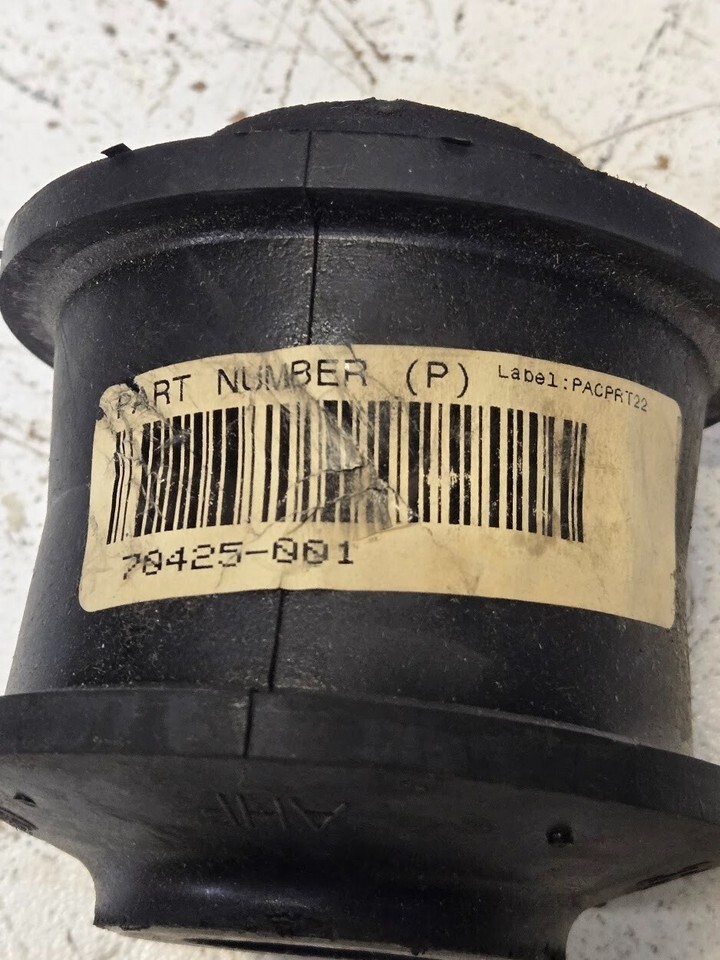 PART NUMBER (P) Label:PACPRT22
70425-001